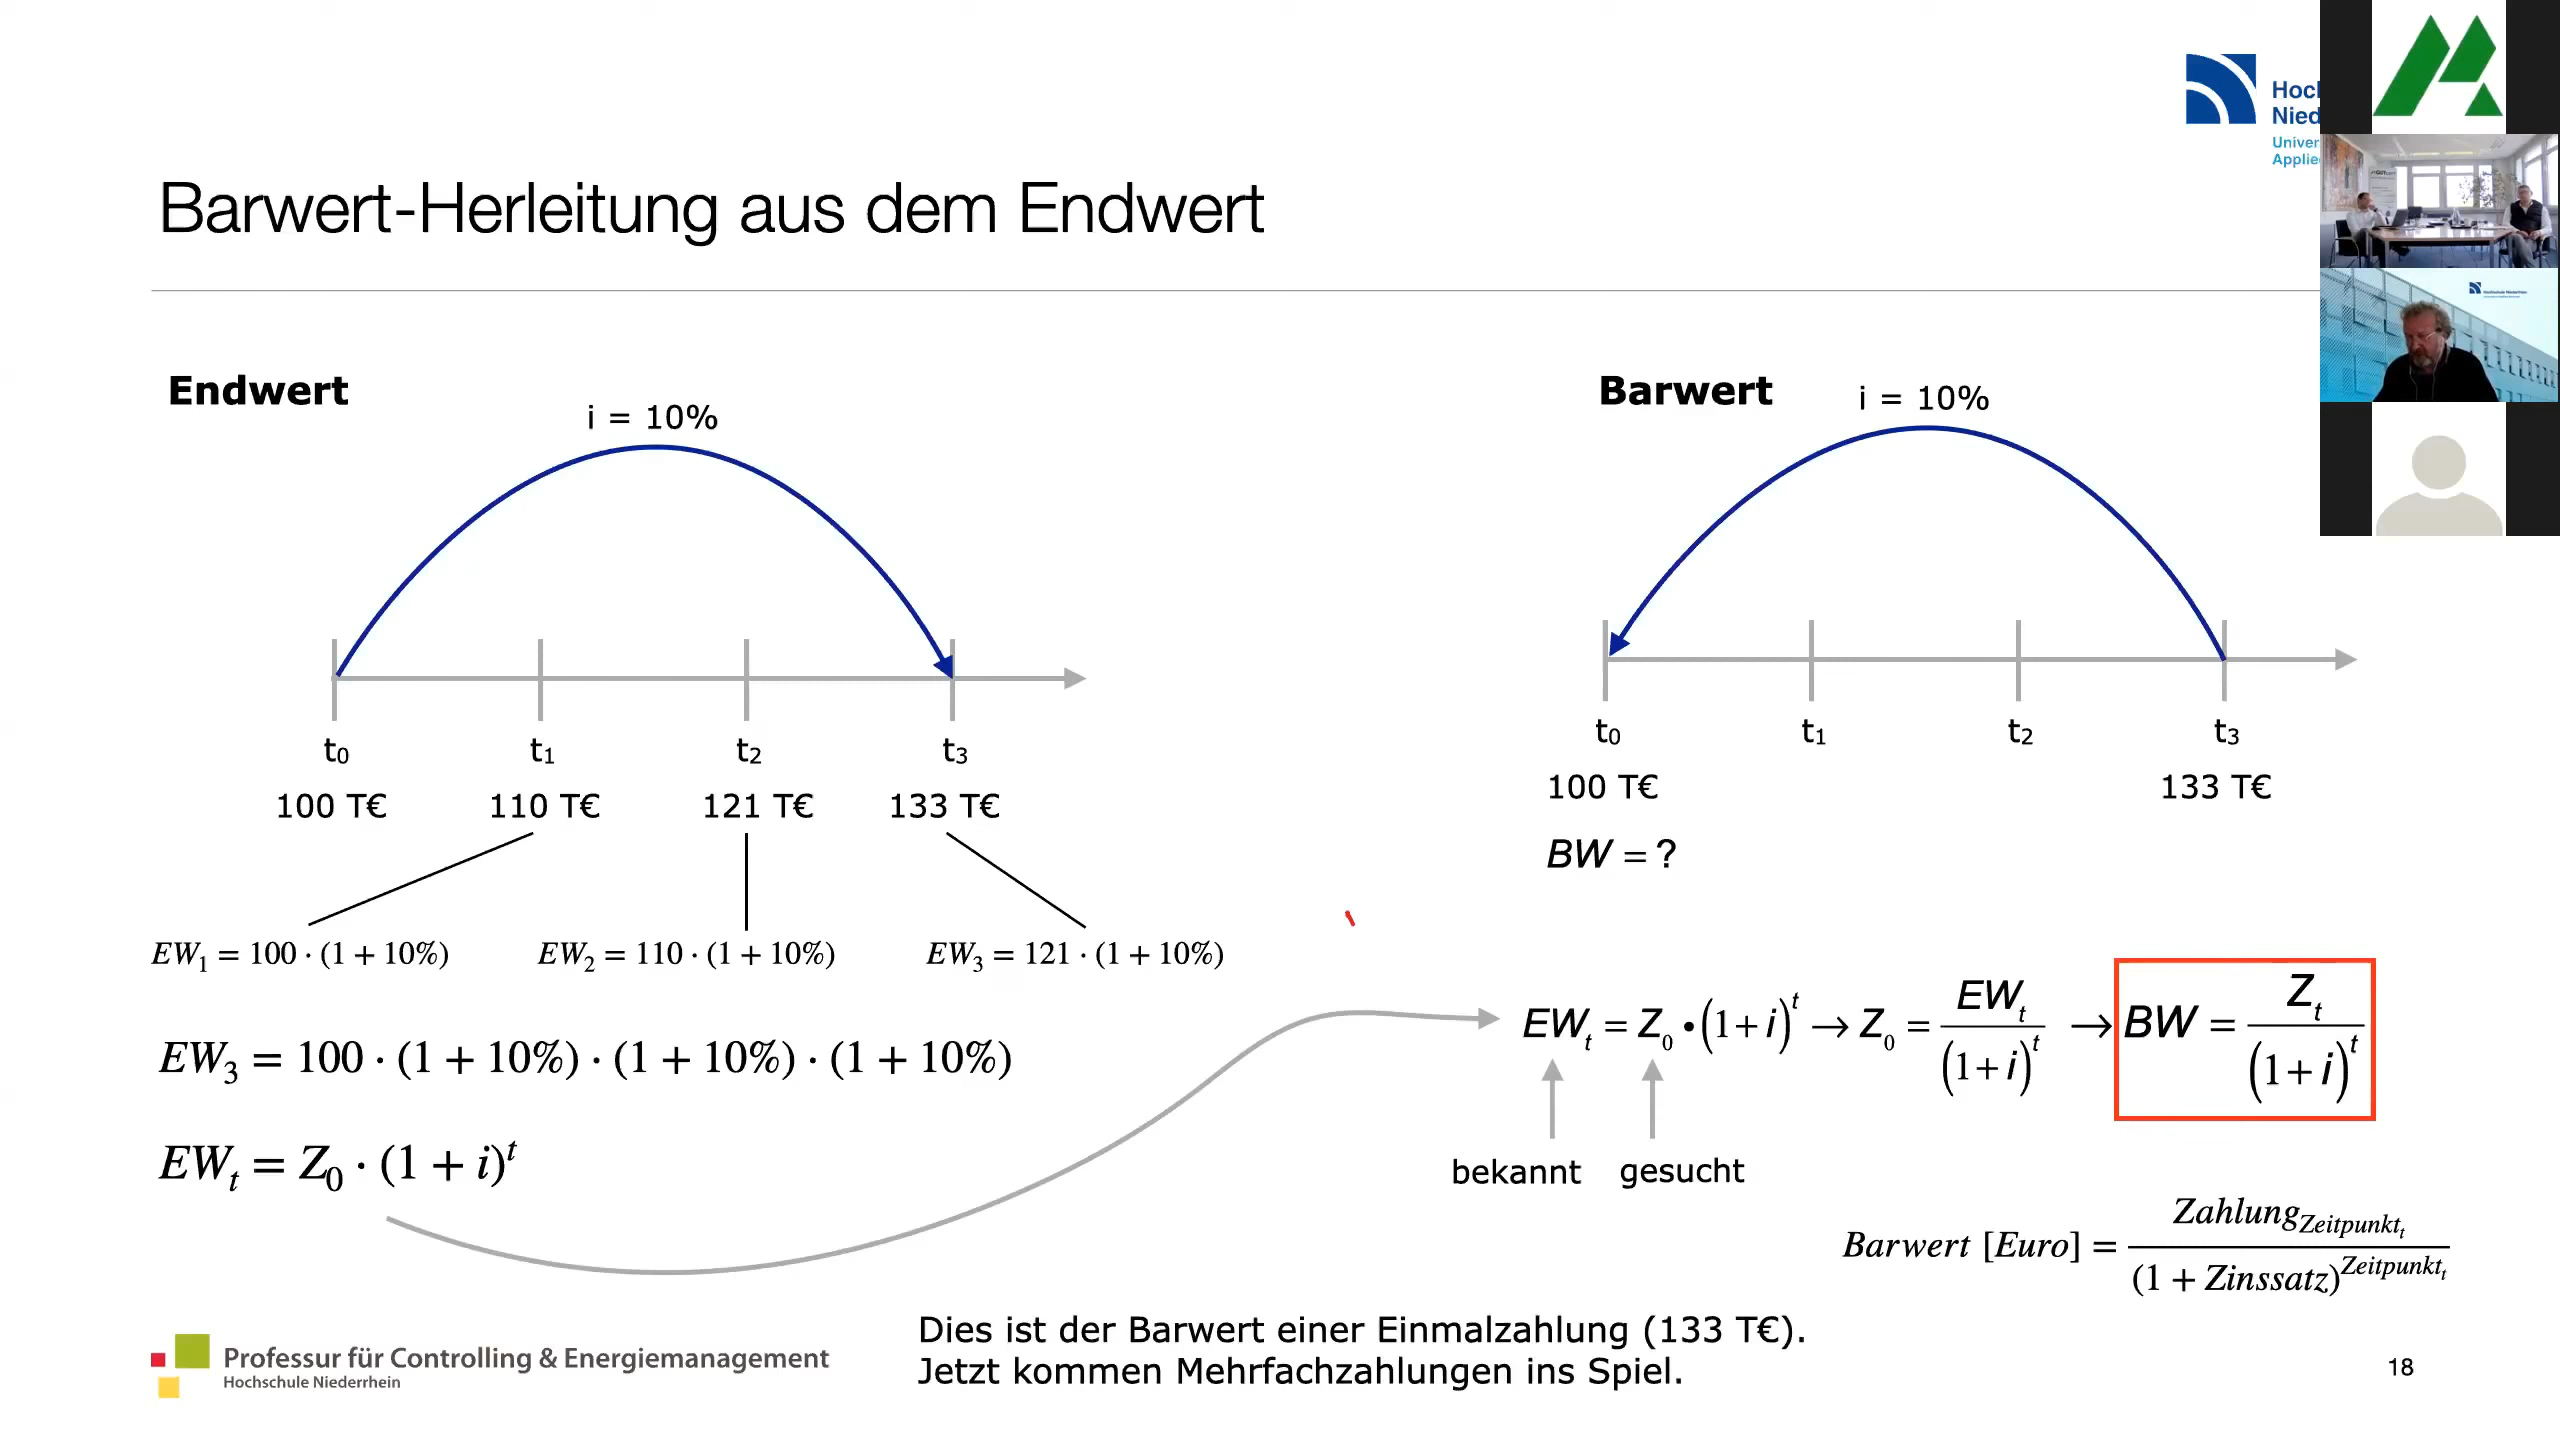 Hoch
Nied
Univer
Applie
Barwert-Herleitung aus dem Endwert
Endwert
i = 10%
t₀ t₁ t₂ t₃
100 T€ 110 T€ 121 T€ 133 T€
EW₁ = 100 · (1 + 10%) EW₂ = 110 · (1 + 10%) EW₃ = 121 · (1 + 10%)
EW₃ = 100 · (1 + 10%) · (1 + 10%) · (1 + 10%)
EWₜ = Z₀ · (1 + i)ᵗ
Barwert
i = 10%
t₀ t₁ t₂ t₃
100 T€ 133 T€
BW = ?
EWₜ = Z₀ • (1 + i)ᵗ → Z₀ = EWₜ / (1 + i)ᵗ → BW = Zₜ / (1 + i)ᵗ
bekannt gesucht
Barwert [Euro] = Zahlung_Zeitpunktₜ / (1 + Zinssatz)^Zeitpunktₜ
Dies ist der Barwert einer Einmalzahlung (133 T€).
Jetzt kommen Mehrfachzahlungen ins Spiel.
Professur für Controlling & Energiemanagement
Hochschule Niederrhein
18